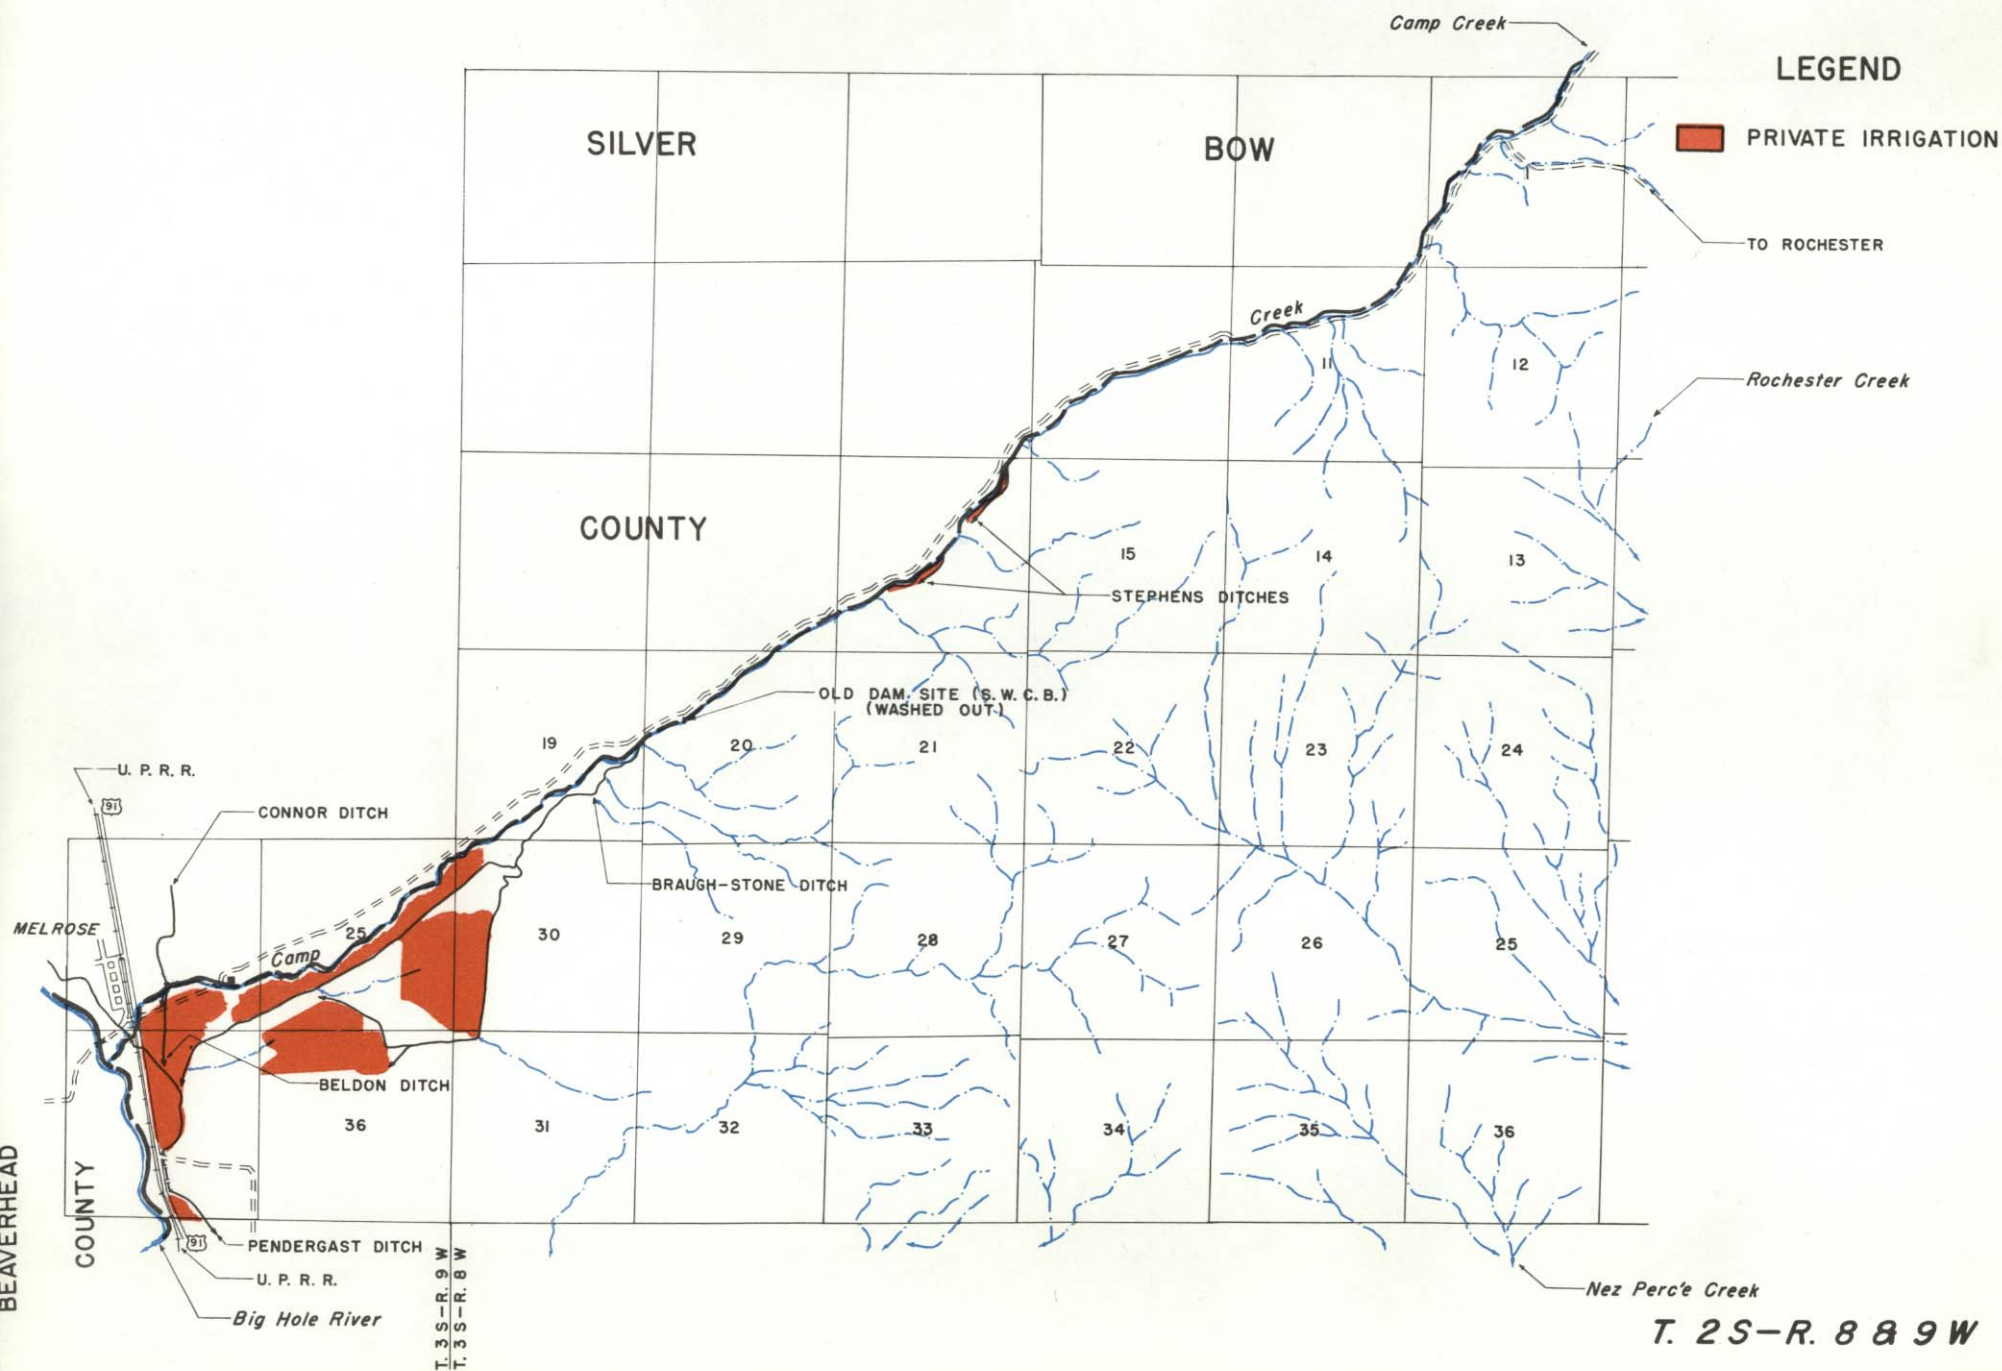 Camp Creek
LEGEND
PRIVATE IRRIGATION
SILVER BOW
TO ROCHESTER
Creek
11
12
Rochester Creek
COUNTY
15
14
13
STEPHENS DITCHES
OLD DAM SITE (S.W.C.B.)
(WASHED OUT)
19
20
21
22
23
24
U. P. R. R.
91
CONNOR DITCH
BRAUGH-STONE DITCH
MELROSE
25
Camp
30
29
28
27
26
25
BELDON DITCH
36
31
32
33
34
35
36
BEAVERHEAD
COUNTY
PENDERGAST DITCH
91
U. P. R. R.
Big Hole River
T. 3 S-R. 9 W
T. 3 S-R. 8 W
Nez Perc'e Creek
T. 2S-R. 8 & 9 W